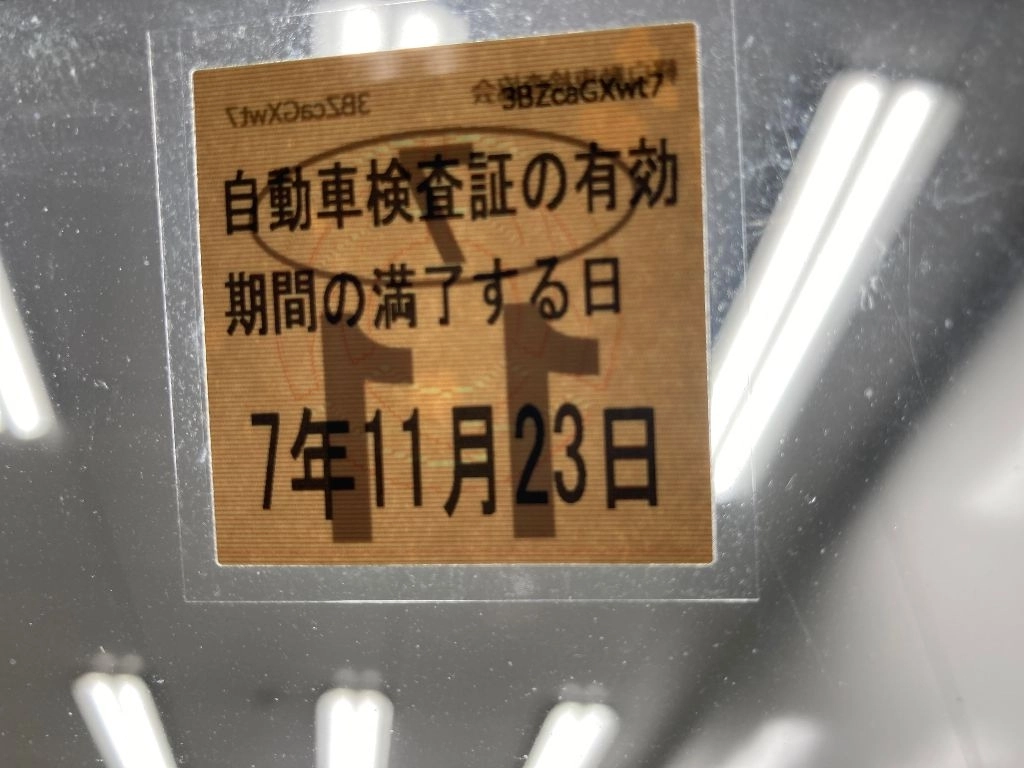 3BZcaGXwt7
自動車検査証の有効
期間の満了する日
7年11月23日